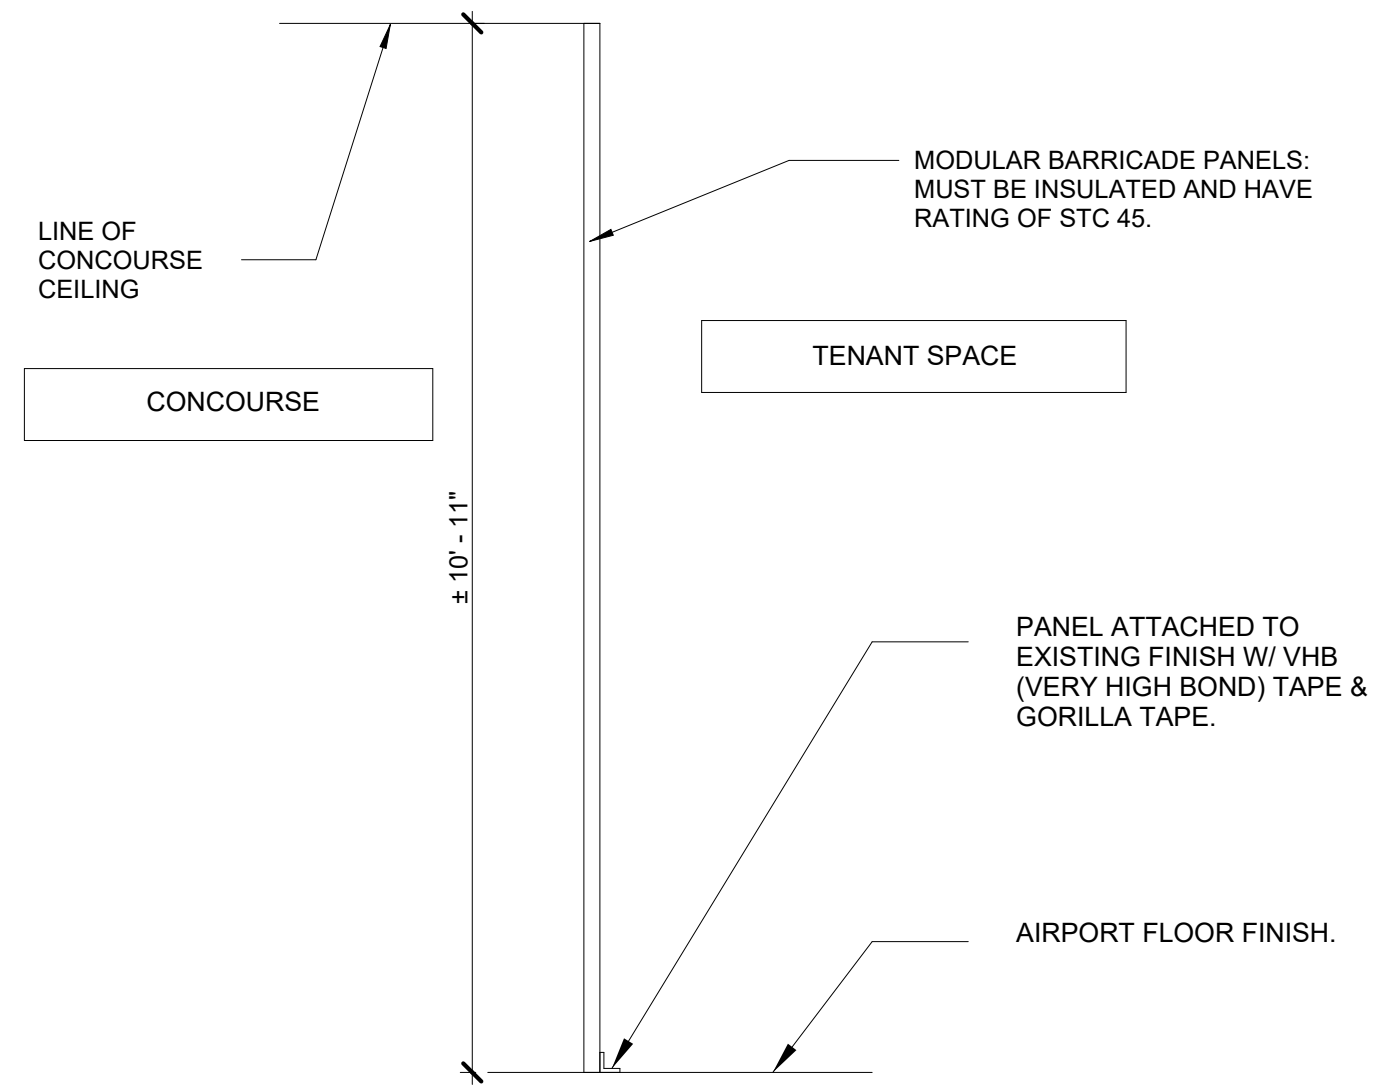 MODULAR BARRICADE PANELS:
MUST BE INSULATED AND HAVE
RATING OF STC 45.
LINE OF
CONCOURSE
CEILING
TENANT SPACE
CONCOURSE
± 10' - 11"
PANEL ATTACHED TO
EXISTING FINISH W/ VHB
(VERY HIGH BOND) TAPE &
GORILLA TAPE.
AIRPORT FLOOR FINISH.